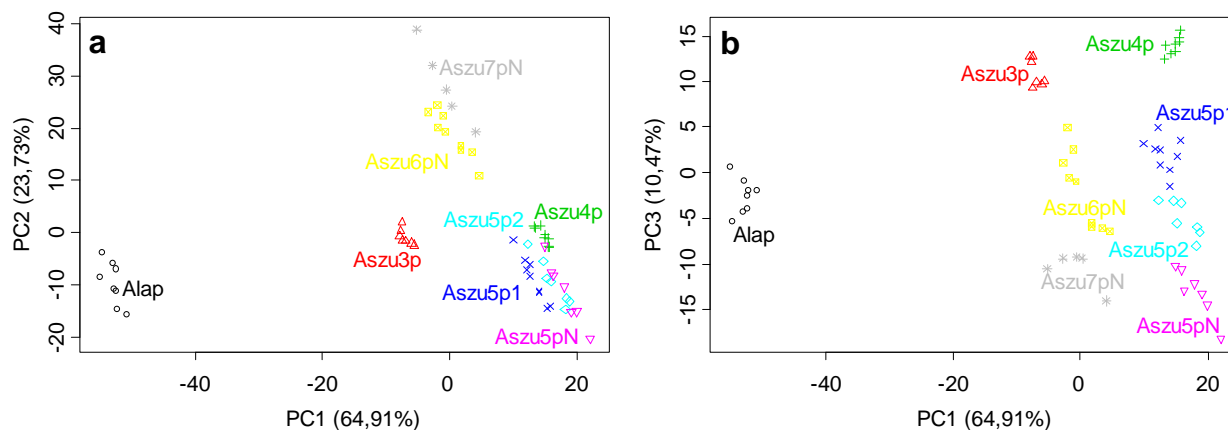 a
40
30
20
10
0
-10
-20
PC2 (23,73%)
Aszu7pN
Aszu6pN
Aszu5p2
Aszu4p
Aszu3p
Alap
Aszu5p1
Aszu5pN
-40
-20
0
20
PC1 (64,91%)
b
15
10
5
0
-5
-10
-15
PC3 (10,47%)
Aszu4p
Aszu3p
Aszu5p1
Aszu6pN
Alap
Aszu5p2
Aszu7pN
Aszu5pN
-40
-20
0
20
PC1 (64,91%)